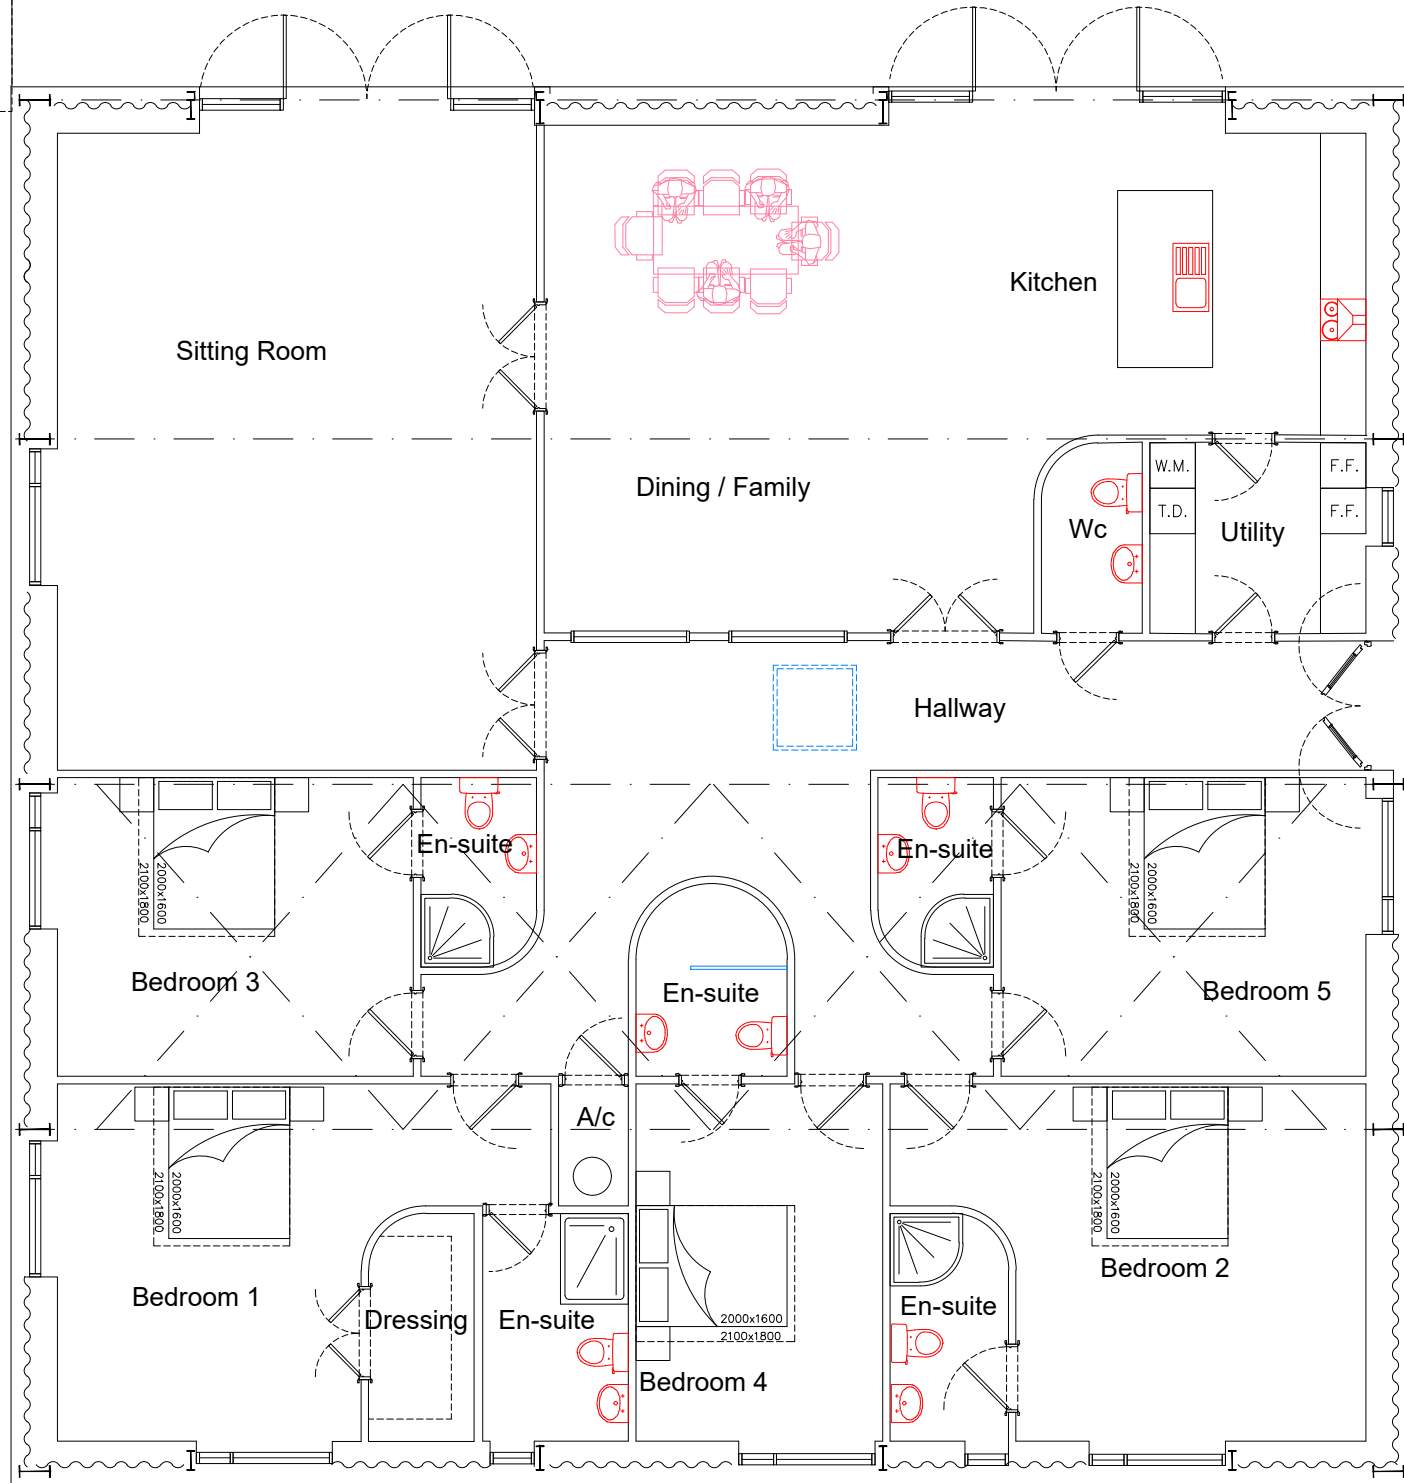 Kitchen
Sitting Room
W.M.
F.F.
Dining / Family
T.D.
F.F.
Wc
Utility
Hallway
En-suite
En-suite
2000x1600
2100x1800
2000x1600
2100x1800
Bedroom 3
En-suite
Bedroom 5
A/c
2000x1600
2100x1800
2000x1600
2100x1800
Bedroom 2
Bedroom 1
En-suite
Dressing
En-suite
2000x1600
2100x1800
Bedroom 4